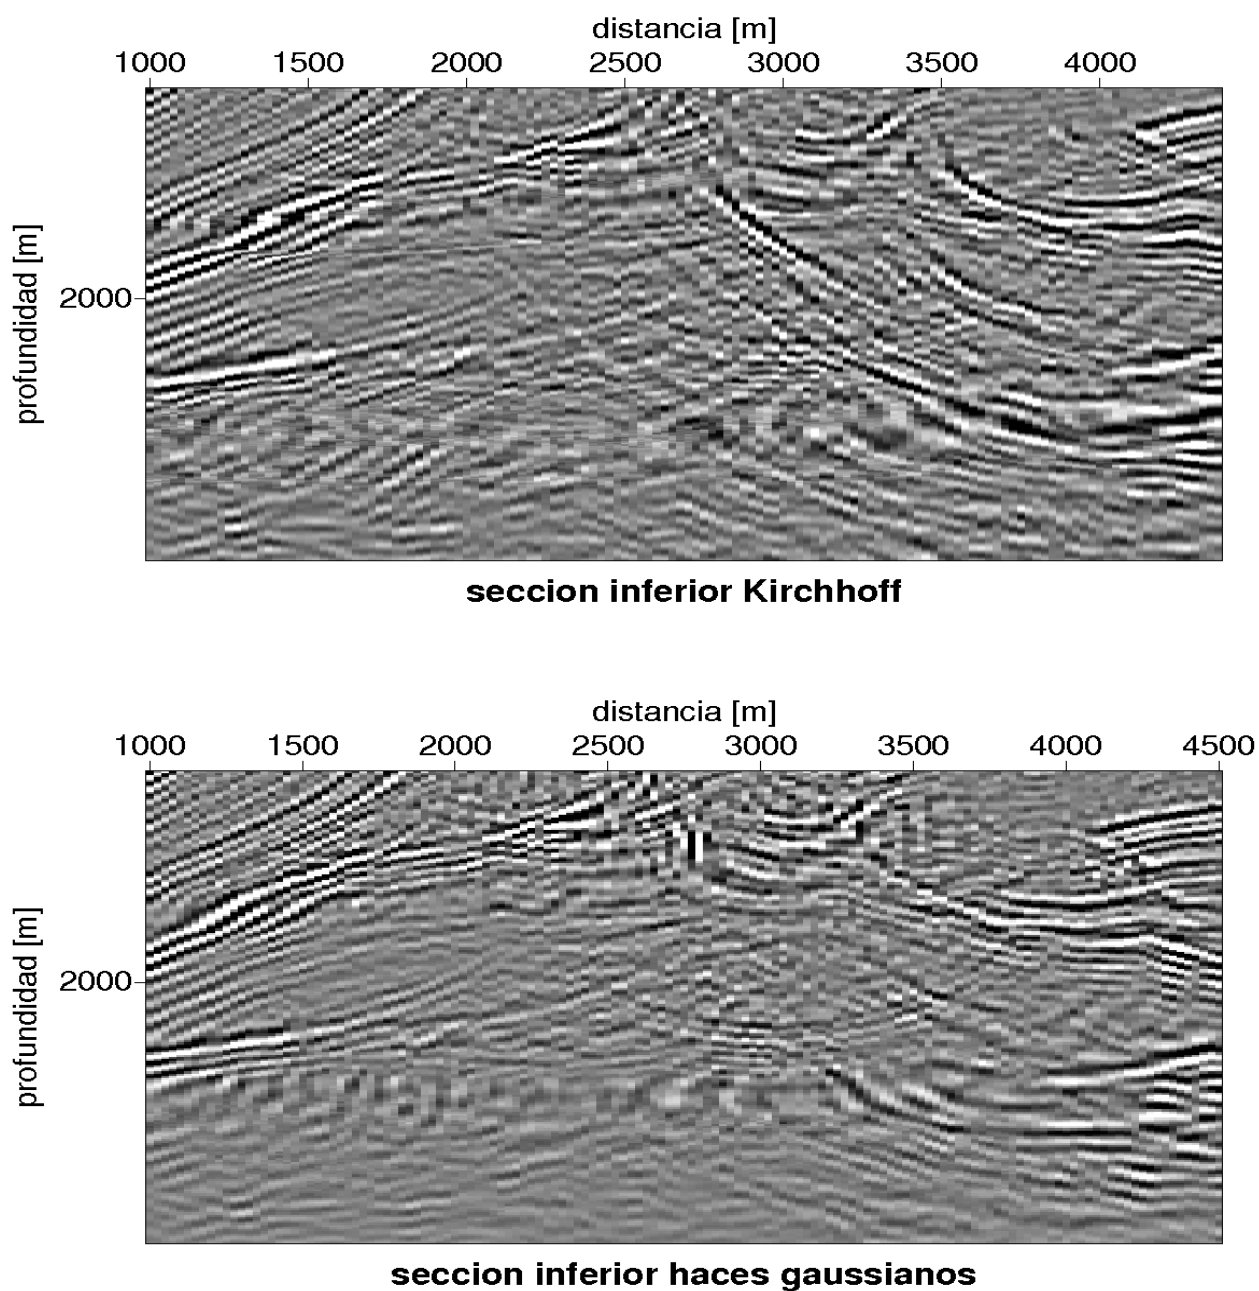 distancia [m]
1000 1500 2000 2500 3000 3500 4000
profundidad [m]
2000
seccion inferior Kirchhoff
distancia [m]
1000 1500 2000 2500 3000 3500 4000 4500
profundidad [m]
2000
seccion inferior haces gaussianos